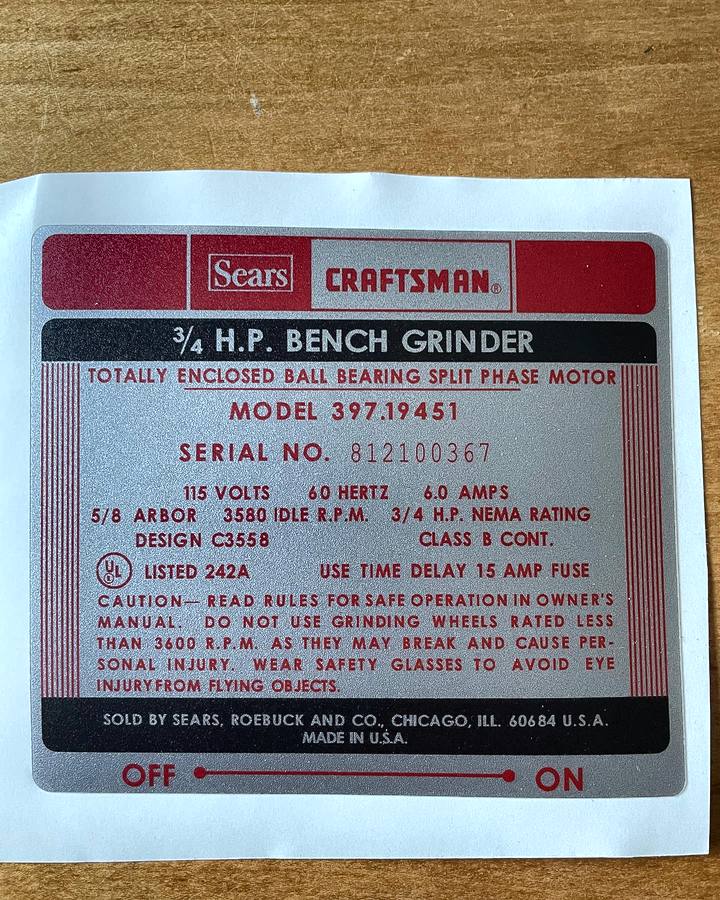 Sears CRAFTSMAN®
3/4 H.P. BENCH GRINDER
TOTALLY ENCLOSED BALL BEARING SPLIT PHASE MOTOR
MODEL 397.19451
SERIAL NO. 812100367
115 VOLTS 60 HERTZ 6.0 AMPS
5/8 ARBOR 3580 IDLE R.P.M. 3/4 H.P. NEMA RATING
DESIGN C3558 CLASS B CONT.
UL LISTED 242A USE TIME DELAY 15 AMP FUSE
CAUTION— READ RULES FOR SAFE OPERATION IN OWNER'S
MANUAL. DO NOT USE GRINDING WHEELS RATED LESS
THAN 3600 R.P.M. AS THEY MAY BREAK AND CAUSE PER-
SONAL INJURY. WEAR SAFETY GLASSES TO AVOID EYE
INJURY FROM FLYING OBJECTS.
SOLD BY SEARS, ROEBUCK AND CO., CHICAGO, ILL. 60684 U.S.A.
MADE IN U.S.A.
OFF ON